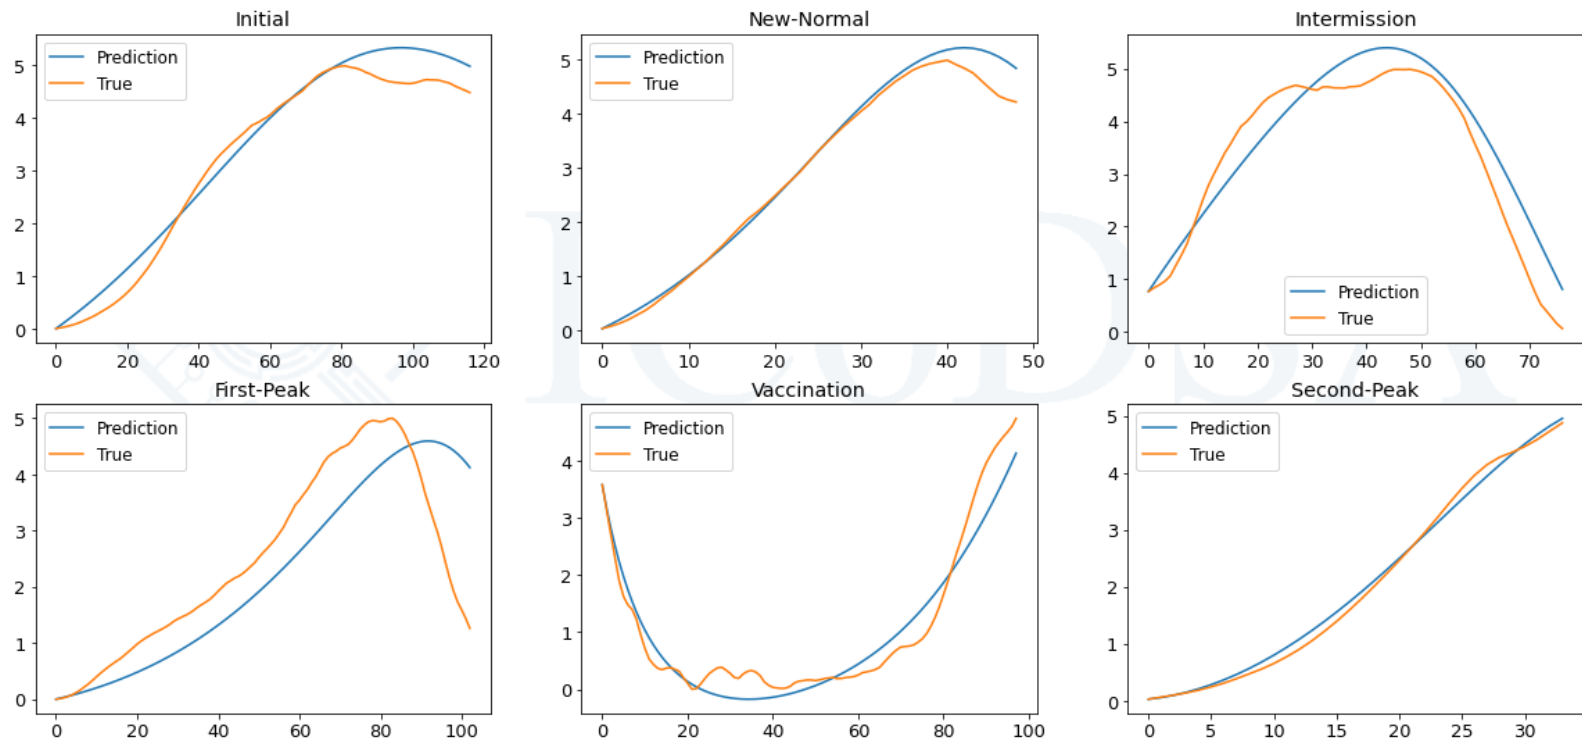 Initial
New-Normal
Intermission
Prediction
True
Prediction
True
Prediction
True
5
4
3
2
1
0
5
4
3
2
1
0
5
4
3
2
1
0
0 20 40 60 80 100 120
0 10 20 30 40 50
0 10 20 30 40 50 60 70
First-Peak
Vaccination
Second-Peak
Prediction
True
Prediction
True
Prediction
True
5
4
3
2
1
0
4
3
2
1
0
5
4
3
2
1
0
0 20 40 60 80 100
0 20 40 60 80 100
0 5 10 15 20 25 30
ICoDSA